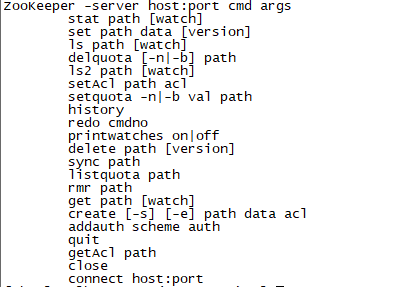 ZooKeeper -server host:port cmd args
stat path [watch]
set path data [version]
ls path [watch]
delquota [-n|-b] path
ls2 path [watch]
setAcl path acl
setquota -n|-b val path
history
redo cmdno
printwatches on|off
delete path [version]
sync path
listquota path
rmr path
get path [watch]
create [-s] [-e] path data acl
addauth scheme auth
quit
getAcl path
close
connect host:port